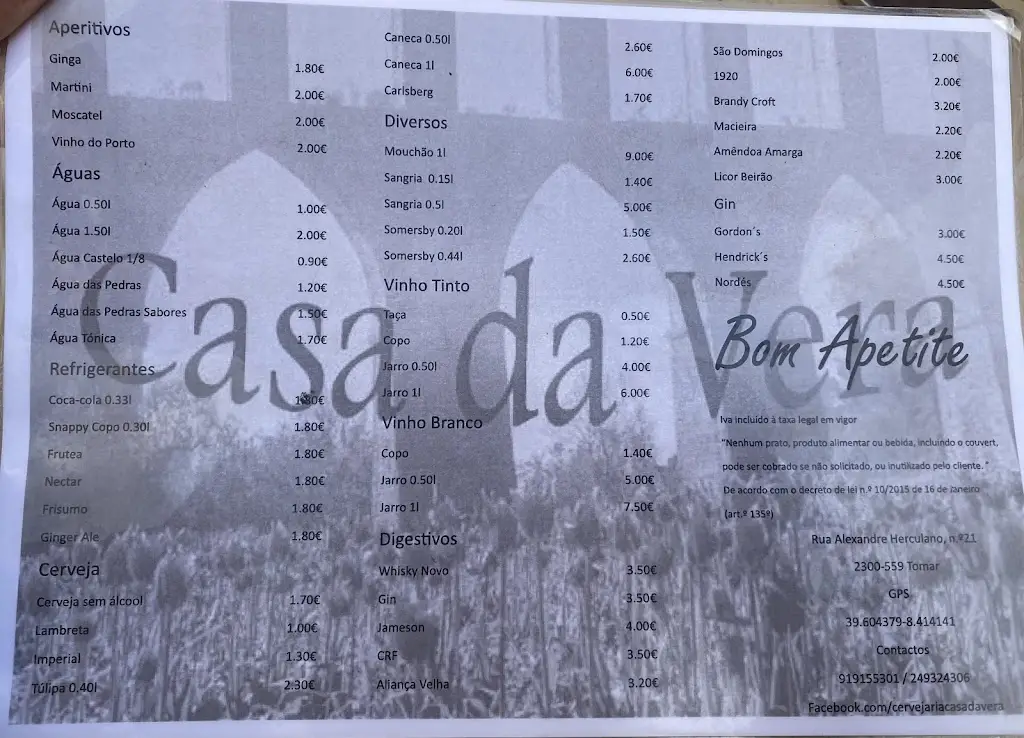 Aperitivos
Ginga 1.80€
Martini 2.00€
Moscatel 2.00€
Vinho do Porto 2.00€
Águas
Água 0.50l 1.00€
Água 1.50l 2.00€
Água Castelo 1/8 0.90€
Água das Pedras 1.20€
Água das Pedras Sabores 1.50€
Água Tónica 1.70€
Refrigerantes
Coca-cola 0.33l 1.80€
Snappy Copo 0.30l 1.80€
Frutea 1.80€
Nectar 1.80€
Frisumo 1.80€
Ginger Ale 1.80€
Cerveja
Cerveja sem álcool 1.70€
Lambreta 1.00€
Imperial 1.30€
Túlipa 0,40l 2.30€
Caneca 0.50l 2.60€
Caneca 1l 6.00€
Carlsberg 1.70€
Diversos
Mouchão 1l 9.00€
Sangria 0.15l 1.40€
Sangria 0,5l 5.00€
Somersby 0.20l 1.50€
Somersby 0.44l 2.60€
Vinho Tinto
Taça 0.50€
Copo 1.20€
Jarro 0.50l 4.00€
Jarro 1l 6.00€
Vinho Branco
Copo 1.40€
Jarro 0.50l 5.00€
Jarro 1l 7.50€
Digestivos
Whisky Novo 3.50€
Gin 3.50€
Jameson 4.00€
CRF 3.50€
Aliança Velha 3.20€
São Domingos 2.00€
1920 2.00€
Brandy Croft 3.20€
Macieira 2.20€
Amêndoa Amarga 2.20€
Licor Beirão 3.00€
Gin
Gordon´s 3.00€
Hendrick´s 4.50€
Nordés 4.50€
Casa da Vera
Bom Apetite
Iva incluído à taxa legal em vigor
"Nenhum prato, produto alimentar ou bebida, incluindo o couvert,
pode ser cobrado se não solicitado, ou inutilizado pelo cliente."
De acordo com o decreto de lei n.º 10/2015 de 16 de Janeiro
(art.º 135º)
Rua Alexandre Herculano, n.º21
2300-559 Tomar
GPS
39.604379-8.414141
Contactos
919155301 / 249324306
Facebook.com/cervejariacasadavera